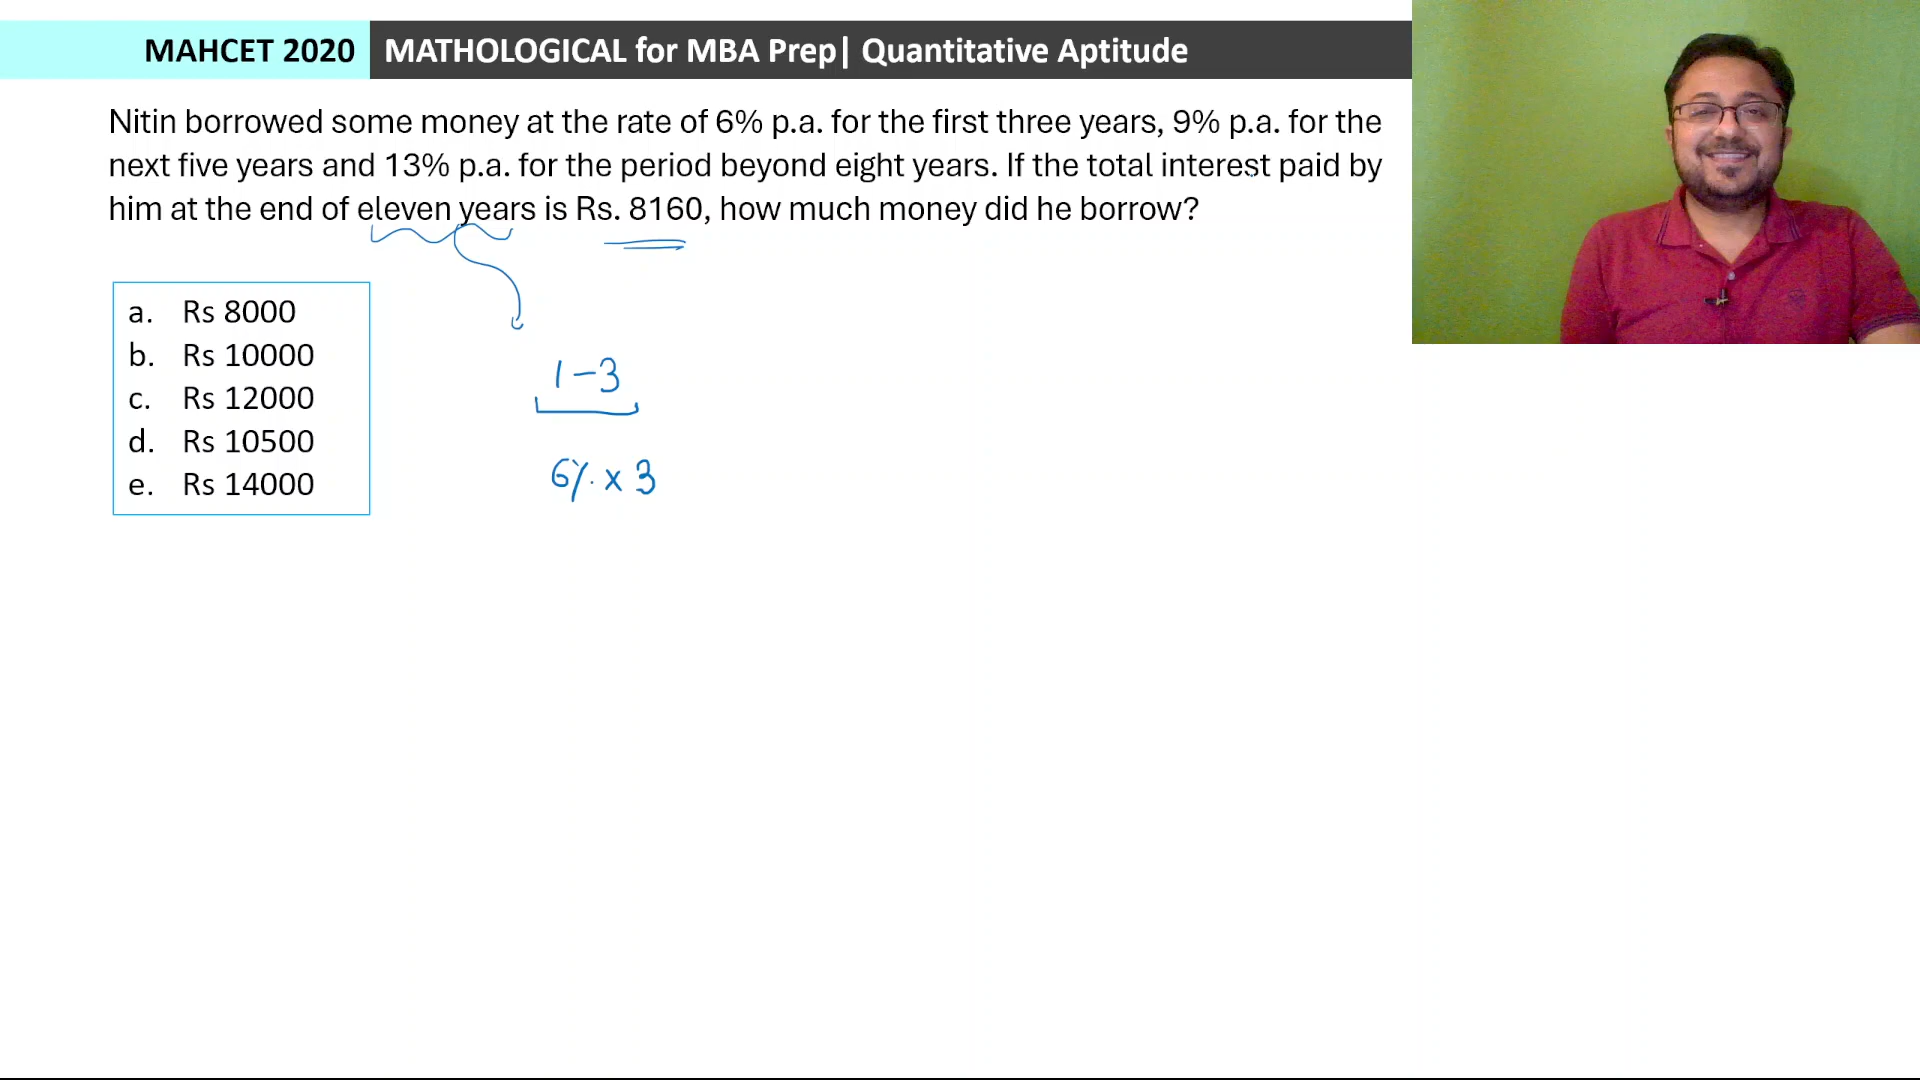 MAHCET 2020 MATHOLOGICAL for MBA Prep| Quantitative Aptitude
Nitin borrowed some money at the rate of 6% p.a. for the first three years, 9% p.a. for the
next five years and 13% p.a. for the period beyond eight years. If the total interest paid by
him at the end of eleven years is Rs. 8160, how much money did he borrow?
a. Rs 8000
b. Rs 10000
c. Rs 12000
d. Rs 10500
e. Rs 14000
1-3
6% x 3